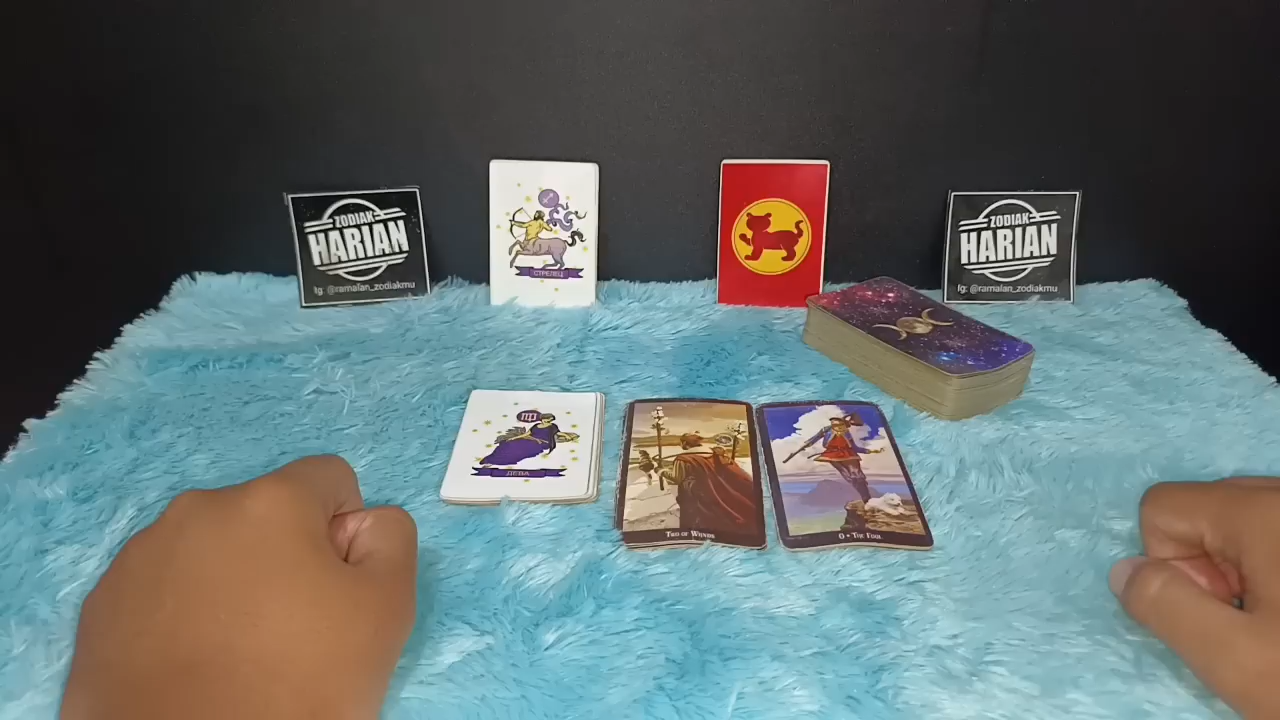 ZODIAK
HARIAN
Ig: @ramalan_zodiakmu
СТРЕЛЕЦ
ZODIAK
HARIAN
Ig: @ramalan_zodiakmu
ДЕВА
TWO OF WANDS
0 • THE FOOL